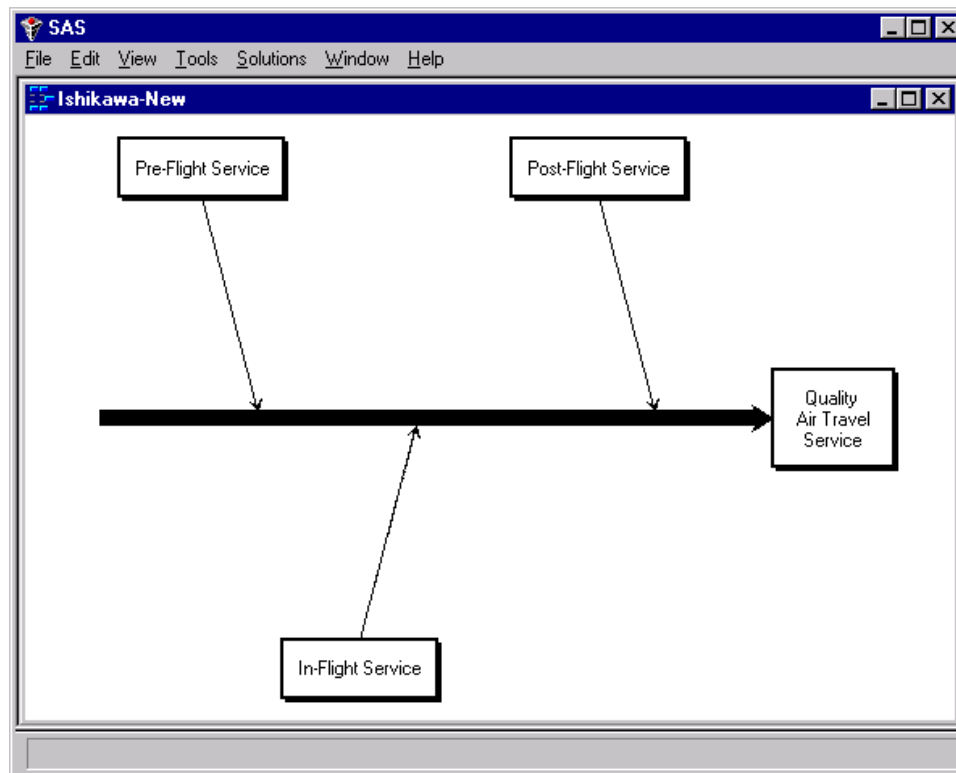 SAS
File Edit View Tools Solutions Window Help
Ishikawa-New
Pre-Flight Service
Post-Flight Service
Quality
Air Travel
Service
In-Flight Service